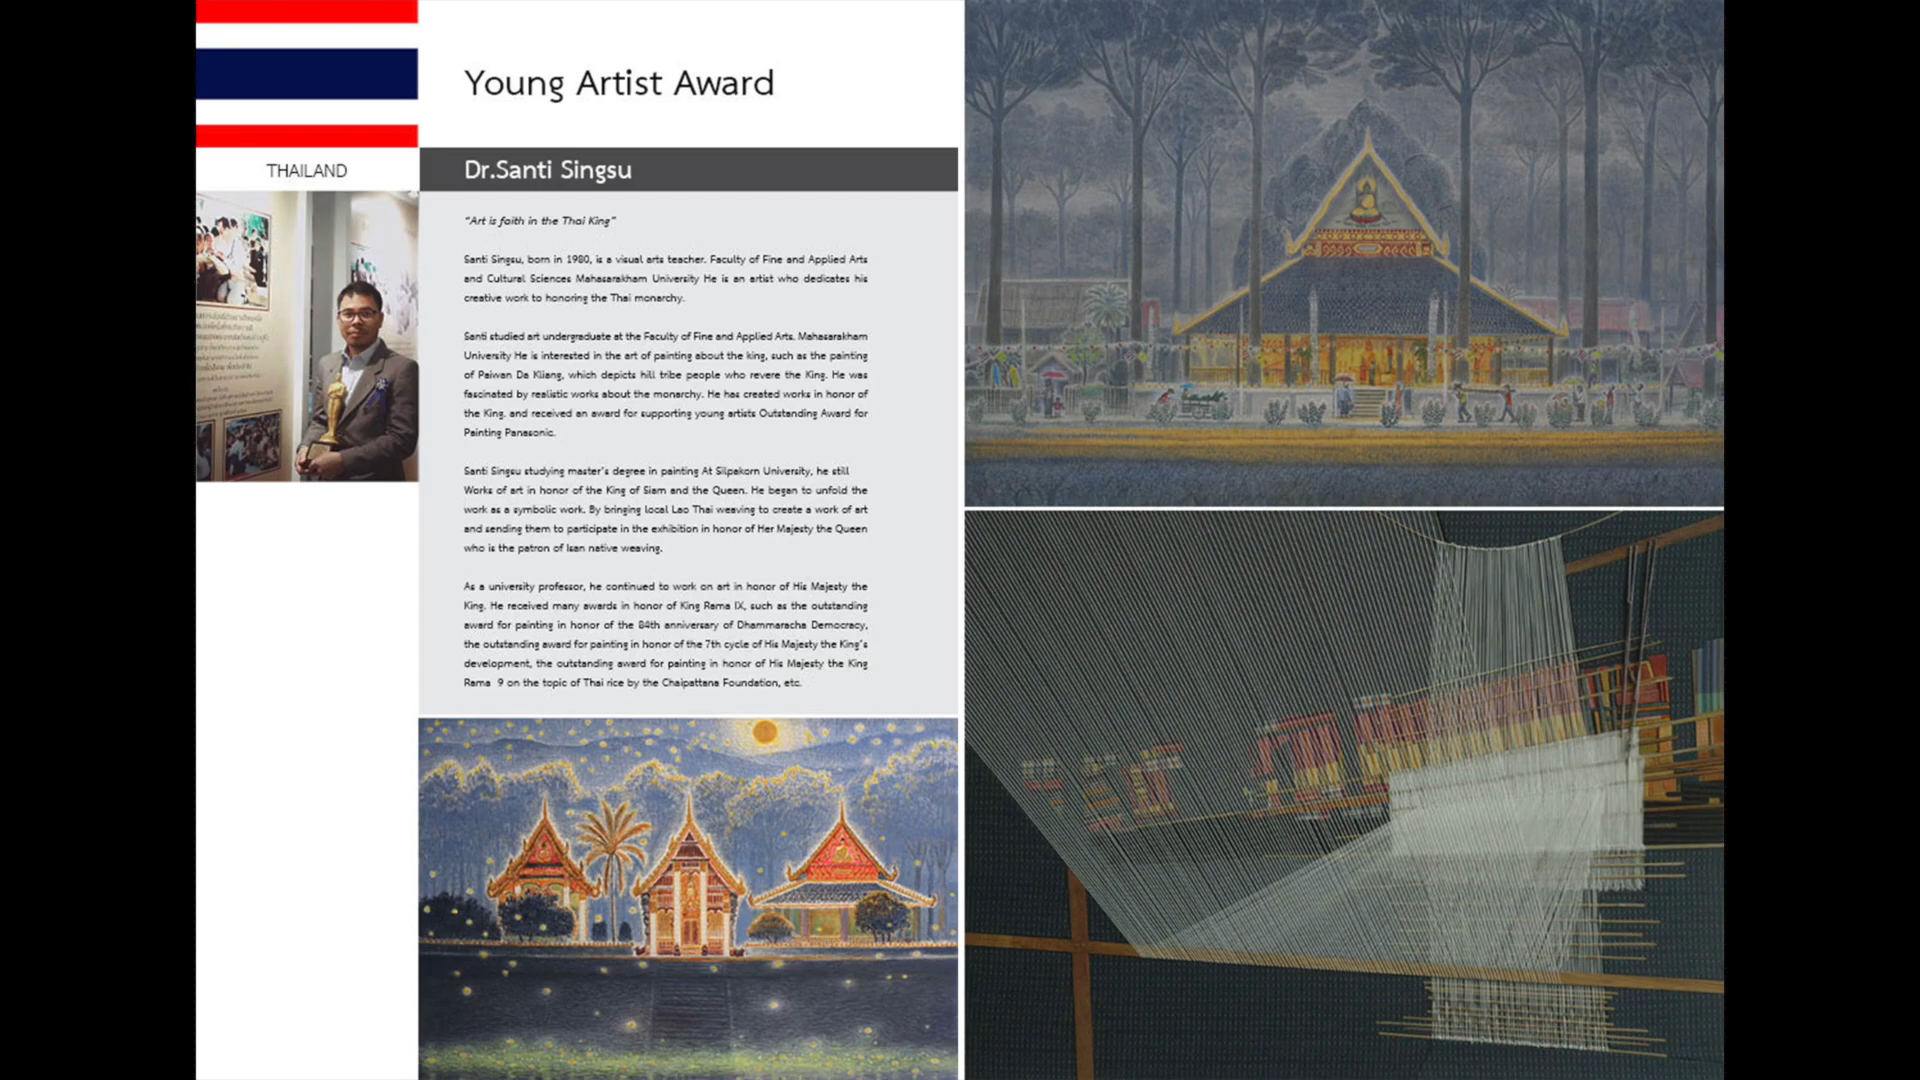 Young Artist Award
THAILAND
Dr.Santi Singsu
“Art is faith in the Thai King”
Santi Singsu, born in 1980, is a visual arts teacher. Faculty of Fine and Applied Arts
and Cultural Sciences Mahasarakham University He is an artist who dedicates his
creative work to honoring the Thai monarchy.
Santi studied art undergraduate at the Faculty of Fine and Applied Arts. Mahasarakham
University He is interested in the art of painting about the king, such as the painting
of Paiwan Da Kliang, which depicts hill tribe people who revere the King. He was
fascinated by realistic works about the monarchy. He has created works in honor of
the King. and received an award for supporting young artists Outstanding Award for
Painting Panasonic.
Santi Singsu studying master's degree in painting At Silpakorn University, he still
Works of art in honor of the King of Siam and the Queen. He began to unfold the
work as a symbolic work. By bringing local Lao Thai weaving to create a work of art
and sending them to participate in the exhibition in honor of Her Majesty the Queen
who is the patron of Isan native weaving.
As a university professor, he continued to work on art in honor of His Majesty the
King. He received many awards in honor of King Rama IX, such as the outstanding
award for painting in honor of the 84th anniversary of Dhammaracha Democracy,
the outstanding award for painting in honor of the 7th cycle of His Majesty the King's
development, the outstanding award for painting in honor of His Majesty the King
Rama 9 on the topic of Thai rice by the Chaipattana Foundation, etc.